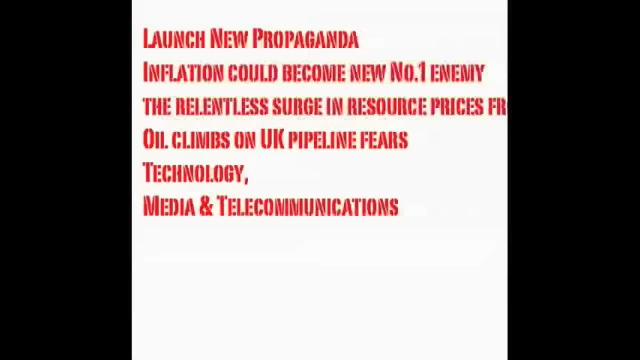 Launch New Propaganda
Inflation could become new No.1 enemy
the relentless surge in resource prices fr
Oil climbs on UK pipeline fears
Technology,
Media & Telecommunications